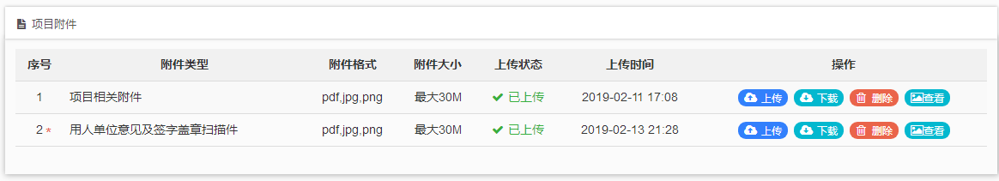 项目附件
序号 附件类型 附件格式 附件大小 上传状态 上传时间 操作
1 项目相关附件 pdf,jpg,png 最大30M 已上传 2019-02-11 17:08 上传 下载 删除 查看
2 * 用人单位意见及签字盖章扫描件 pdf,jpg,png 最大30M 已上传 2019-02-13 21:28 上传 下载 删除 查看